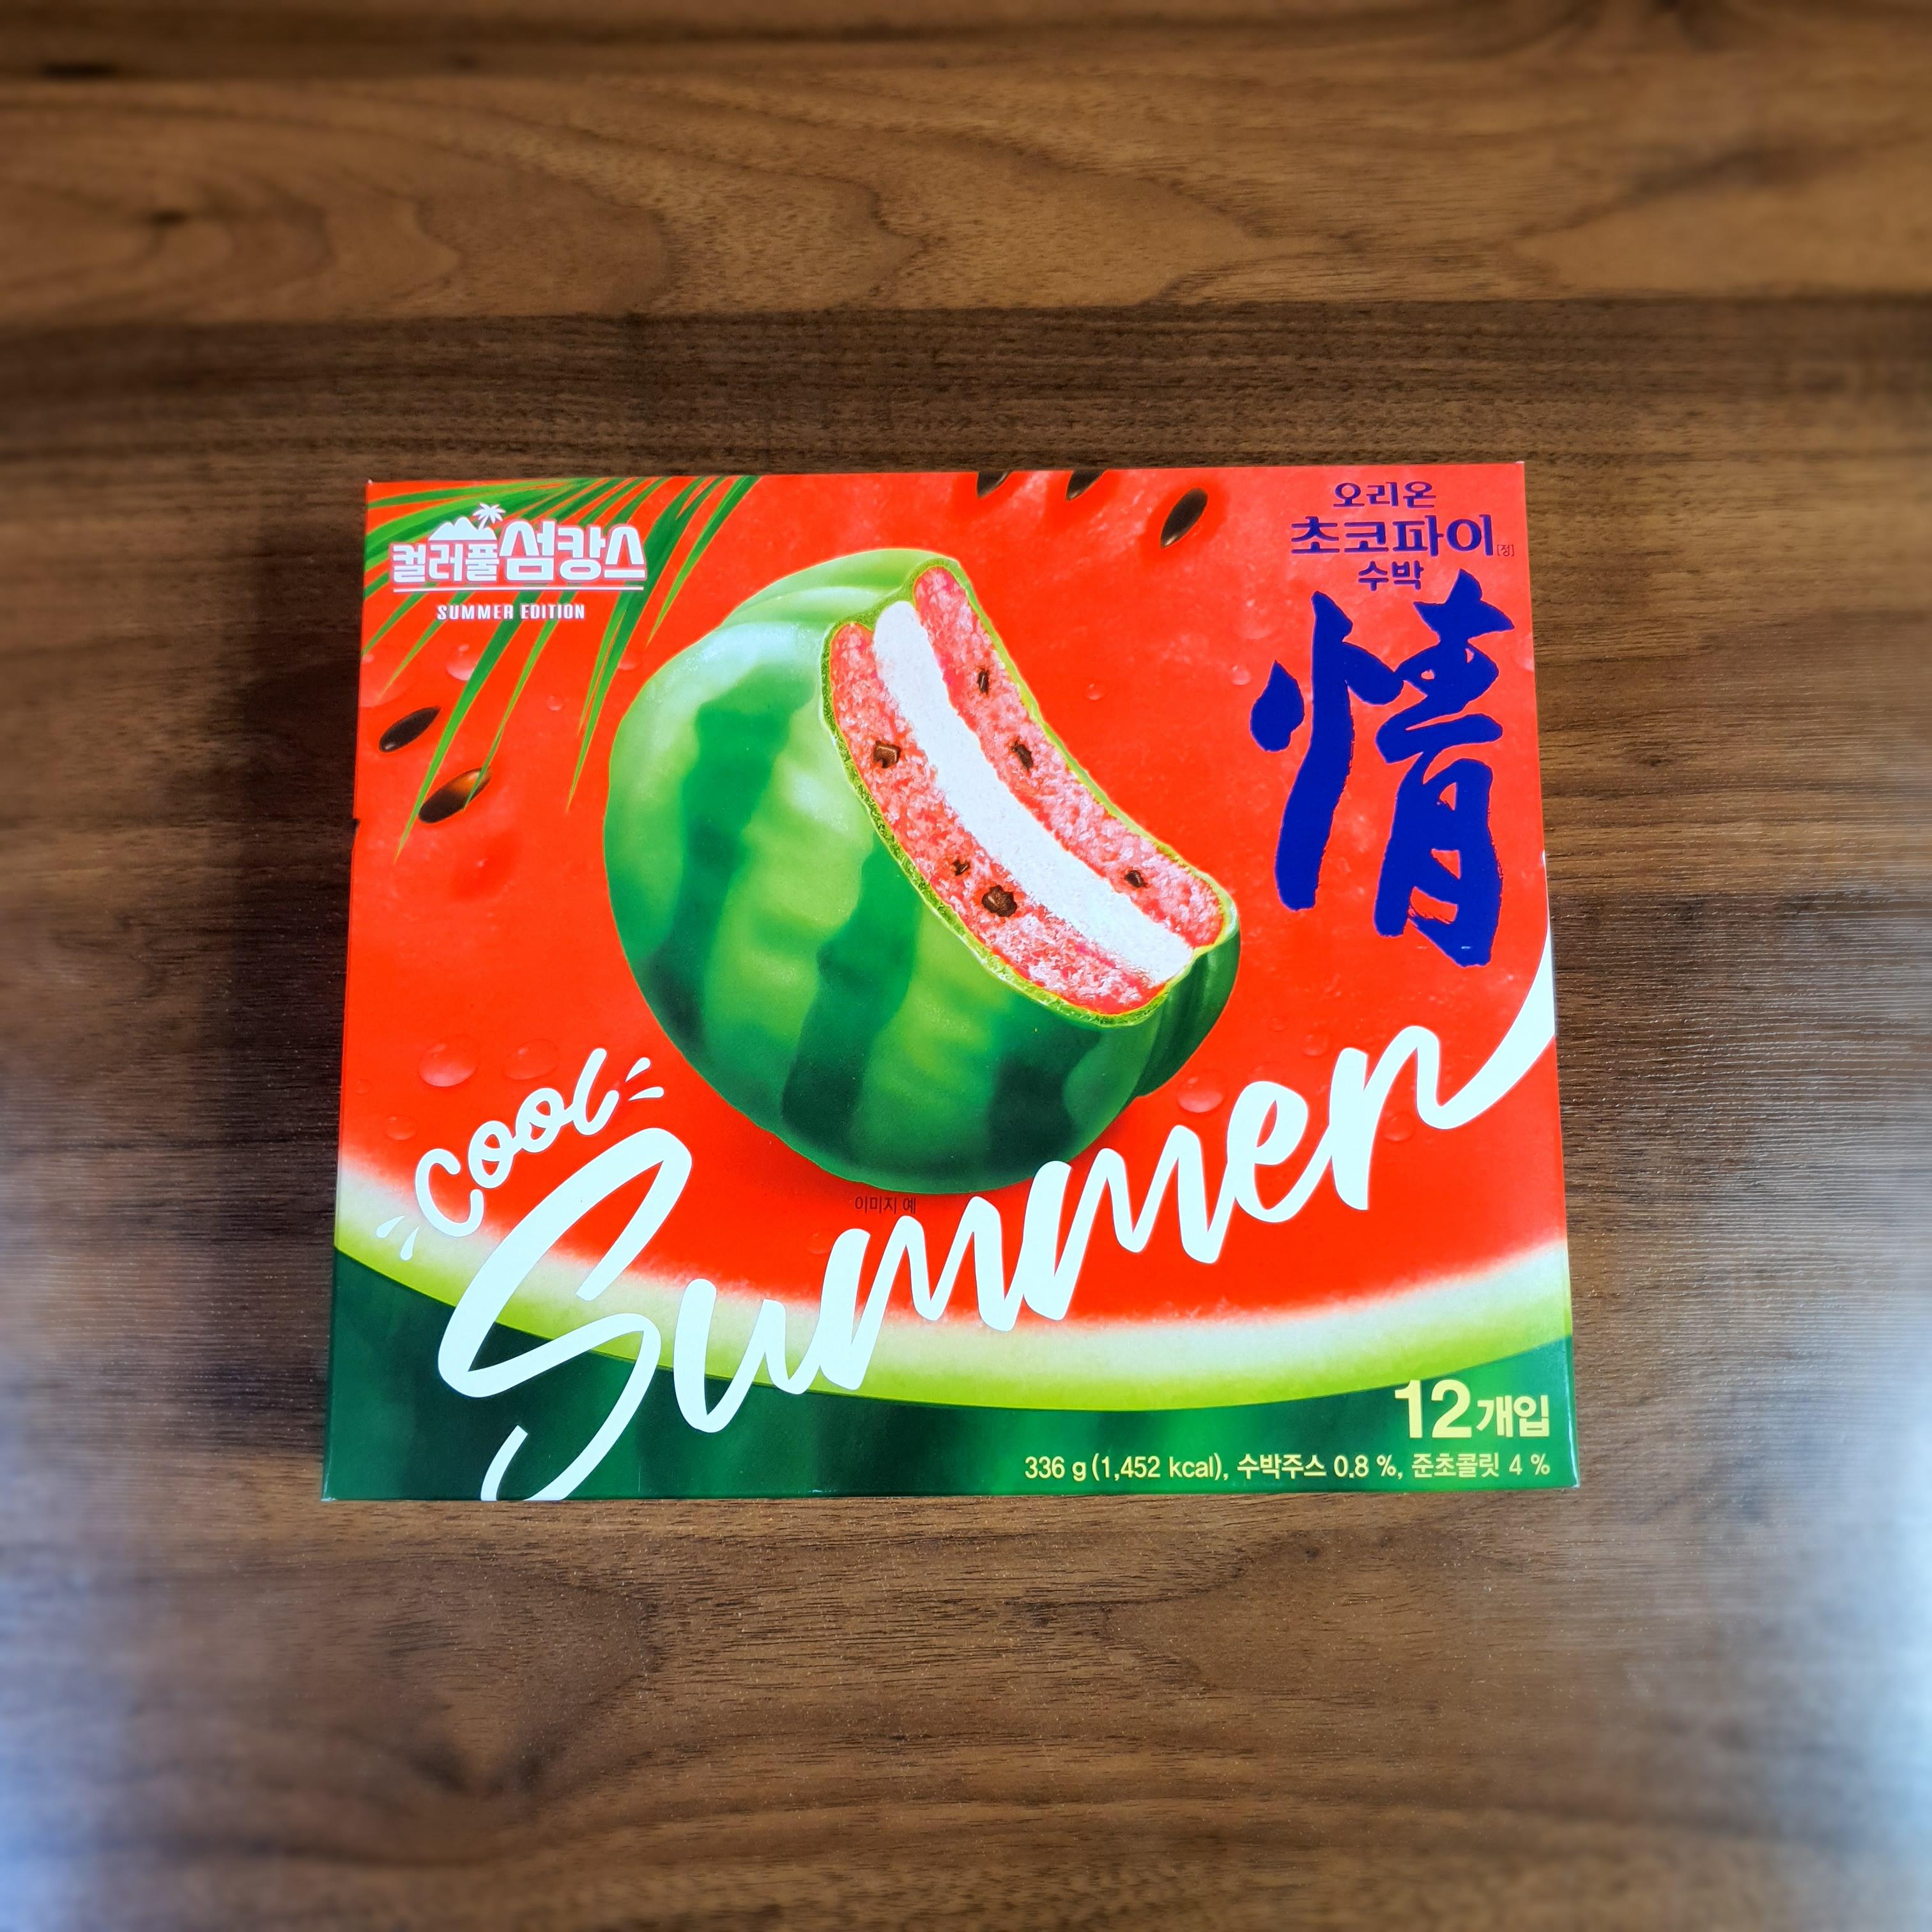 컬러풀섬캉스
SUMMER EDITION
오리온
초코파이[정]
수박
情
cool
Summer
이미지 예
12개입
336 g (1,452 kcal), 수박주스 0.8 %, 준초콜릿 4 %